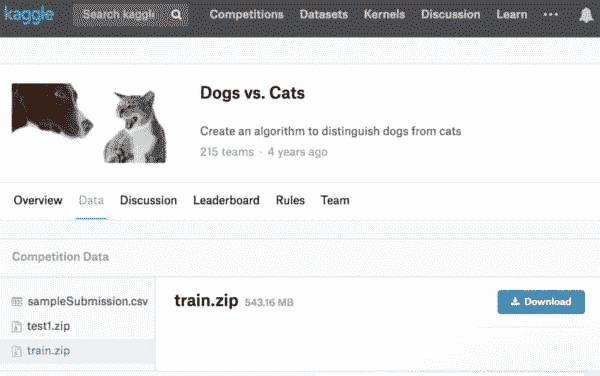 kaggle Search kaggle Competitions Datasets Kernels Discussion Learn ...
Dogs vs. Cats
Create an algorithm to distinguish dogs from cats
215 teams · 4 years ago
Overview Data Discussion Leaderboard Rules Team
Competition Data
sampleSubmission.csv
train.zip 543.16 MB Download
test1.zip
train.zip